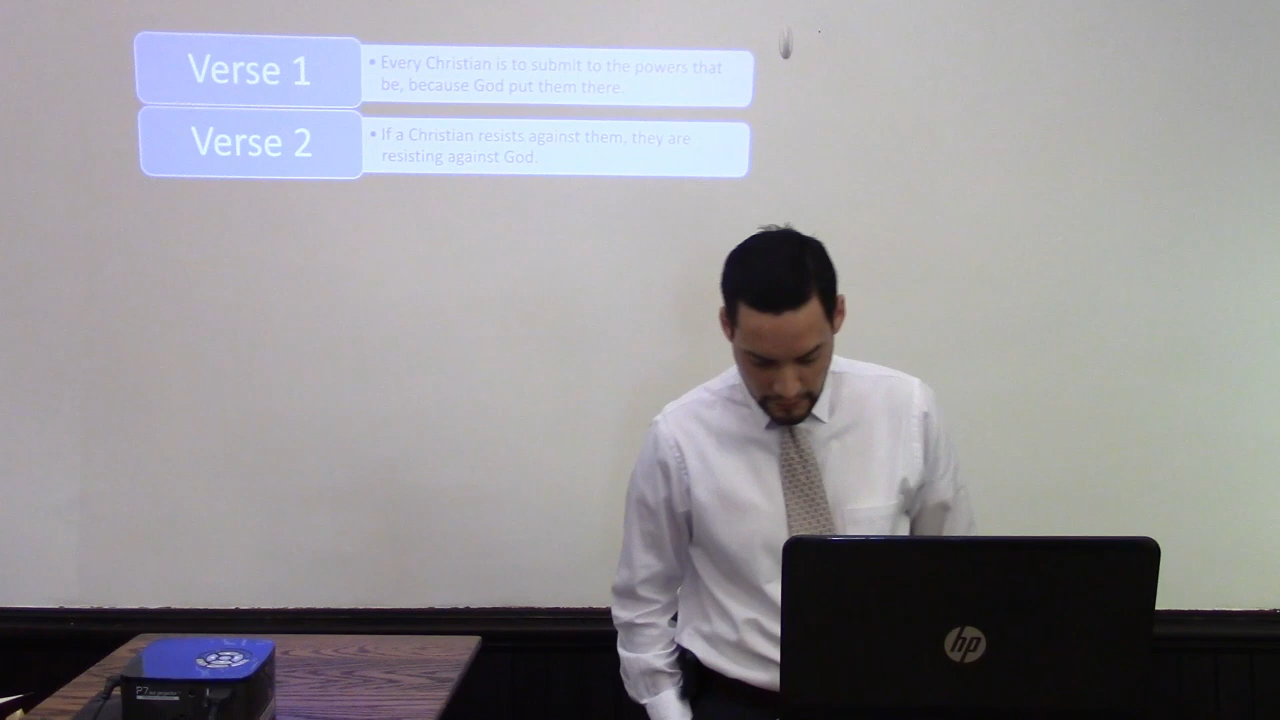 Verse 1
• Every Christian is to submit to the powers that
be, because God put them there.
Verse 2
• If a Christian resists against them, they are
resisting against God.
hp
P7